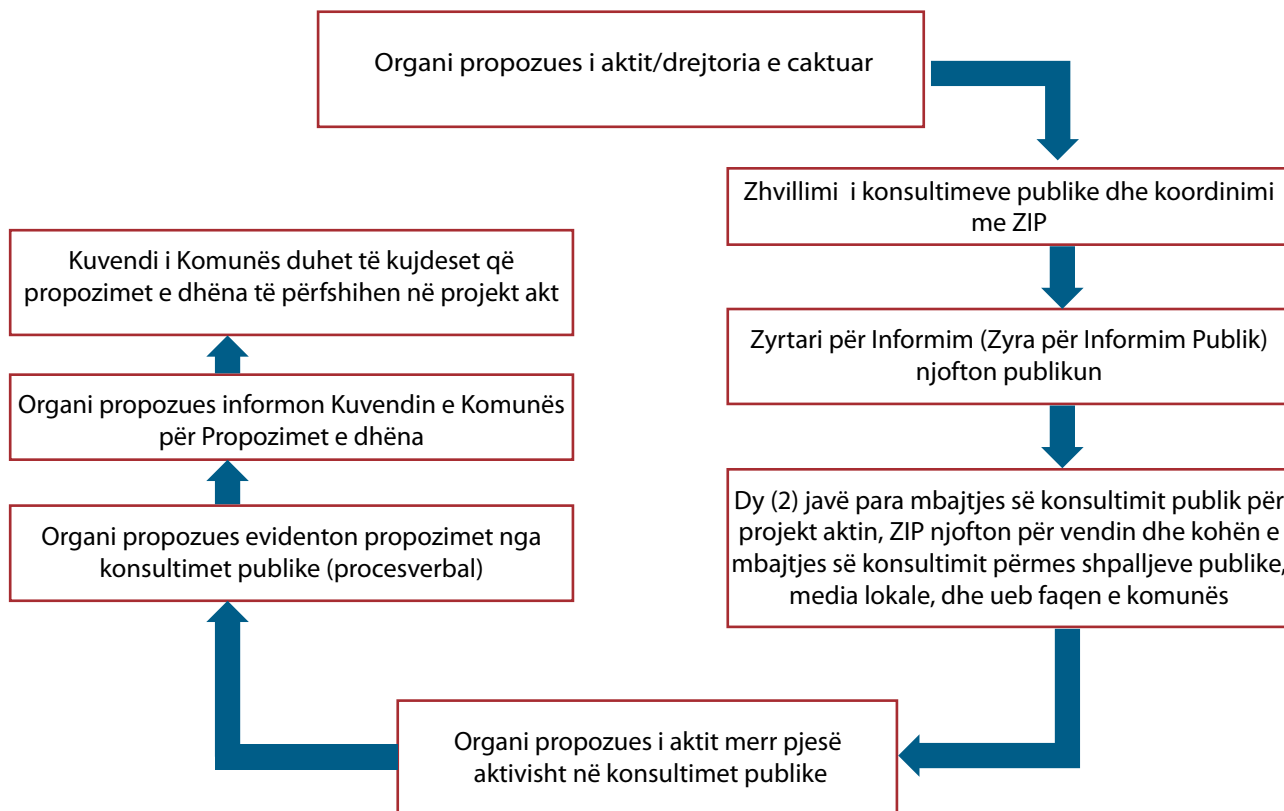 Organi propozues i aktit/drejtoria e caktuar
Zhvillimi i konsultimeve publike dhe koordinimi
me ZIP
Zyrtari për Informim (Zyra për Informim Publik)
njofton publikun
Dy (2) javë para mbajtjes së konsultimit publik për
projekt aktin, ZIP njofton për vendin dhe kohën e
mbajtjes së konsultimit përmes shpalljeve publike,
media lokale, dhe ueb faqen e komunës
Organi propozues i aktit merr pjesë
aktivisht në konsultimet publike
Organi propozues evidenton propozimet nga
konsultimet publike (procesverbal)
Organi propozues informon Kuvendin e Komunës
për Propozimet e dhëna
Kuvendi i Komunës duhet të kujdeset që
propozimet e dhëna të përfshihen në projekt akt